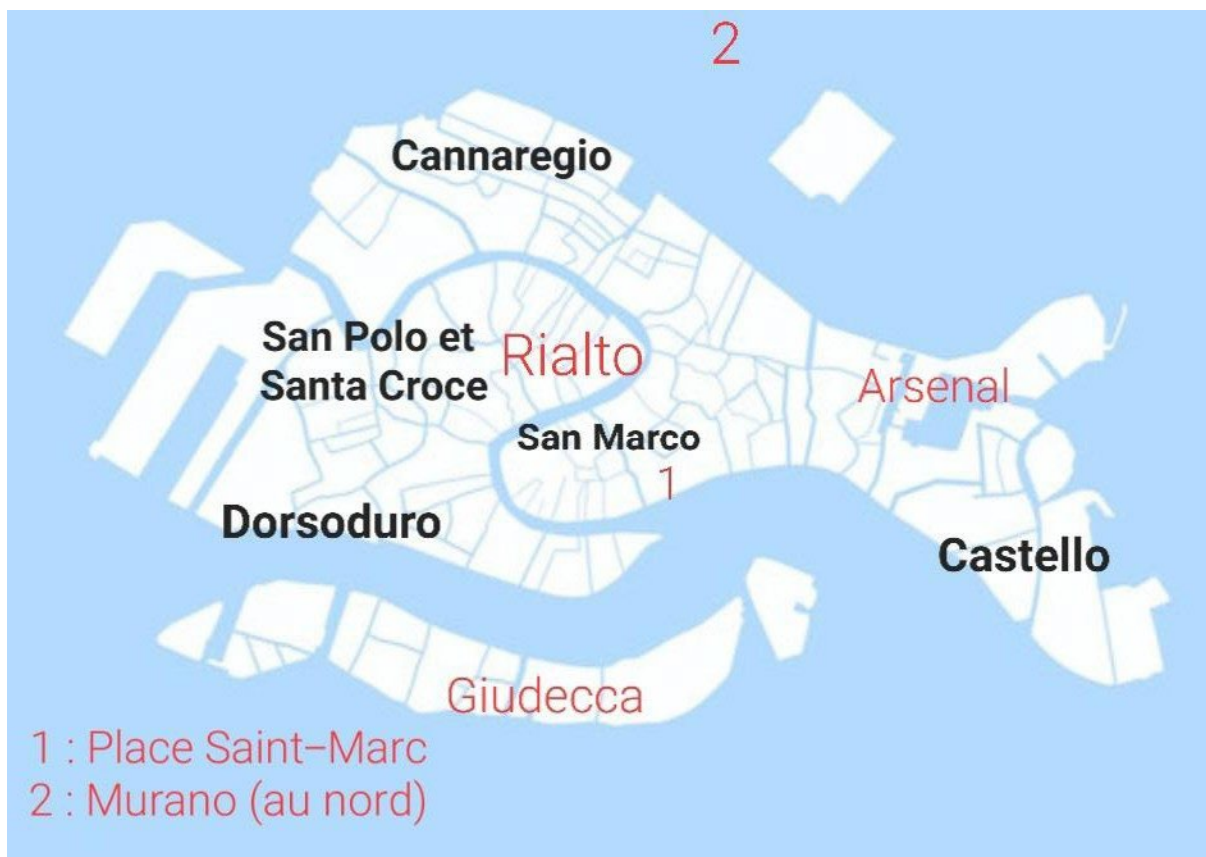 2
Cannaregio
San Polo et
Santa Croce
Rialto
Arsenal
San Marco
1
Dorsoduro
Castello
Giudecca
1 : Place Saint-Marc
2 : Murano (au nord)